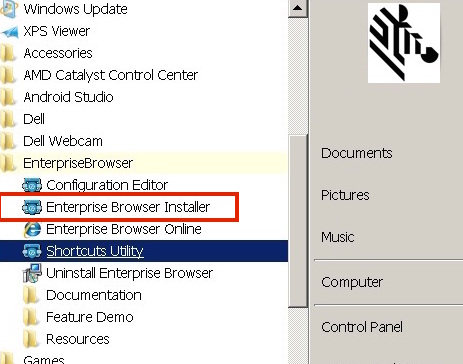 Windows Update
XPS Viewer
Accessories
AMD Catalyst Control Center
Android Studio
Dell
Dell Webcam
EnterpriseBrowser
Configuration Editor
Enterprise Browser Installer
Enterprise Browser Online
Shortcuts Utility
Uninstall Enterprise Browser
Documentation
Feature Demo
Resources
Games
Documents
Pictures
Music
Computer
Control Panel